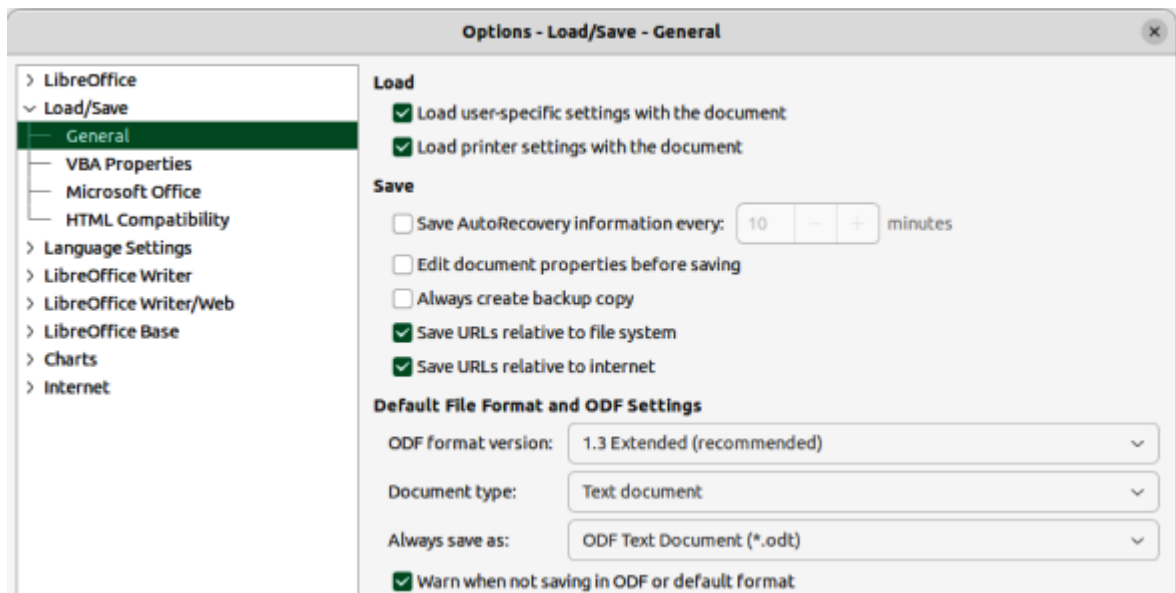 Options - Load/Save - General
LibreOffice
Load/Save
General
VBA Properties
Microsoft Office
HTML Compatibility
Language Settings
LibreOffice Writer
LibreOffice Writer/Web
LibreOffice Base
Charts
Internet
Load
Load user-specific settings with the document
Load printer settings with the document
Save
Save AutoRecovery information every: 10 minutes
Edit document properties before saving
Always create backup copy
Save URLs relative to file system
Save URLs relative to internet
Default File Format and ODF Settings
ODF format version: 1.3 Extended (recommended)
Document type: Text document
Always save as: ODF Text Document (*.odt)
Warn when not saving in ODF or default format